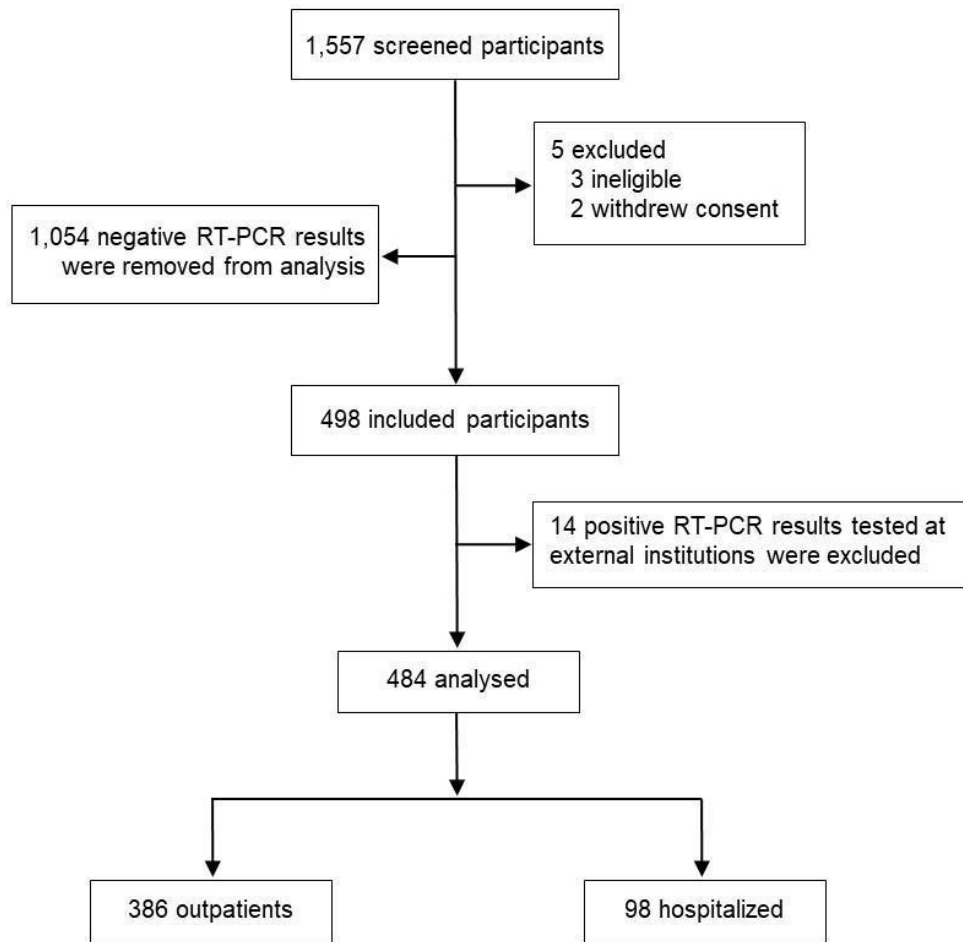 1,557 screened participants
5 excluded
3 ineligible
2 withdrew consent
1,054 negative RT-PCR results
were removed from analysis
498 included participants
14 positive RT-PCR results tested at
external institutions were excluded
484 analysed
386 outpatients
98 hospitalized